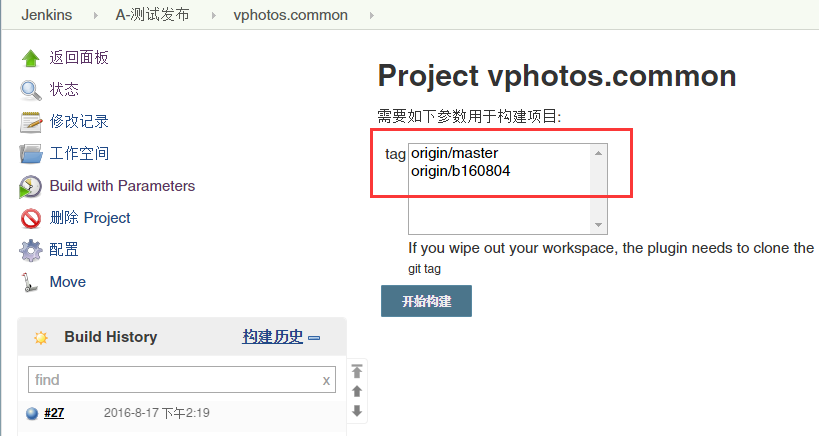 Jenkins A-测试发布 vphotos.common
返回面板
状态
修改记录
工作空间
Build with Parameters
删除 Project
配置
Move
Project vphotos.common
需要如下参数用于构建项目:
tag
origin/master
origin/b160804
If you wipe out your workspace, the plugin needs to clone the
git tag
开始构建
Build History 构建历史
find x
#27 2016-8-17 下午2:19